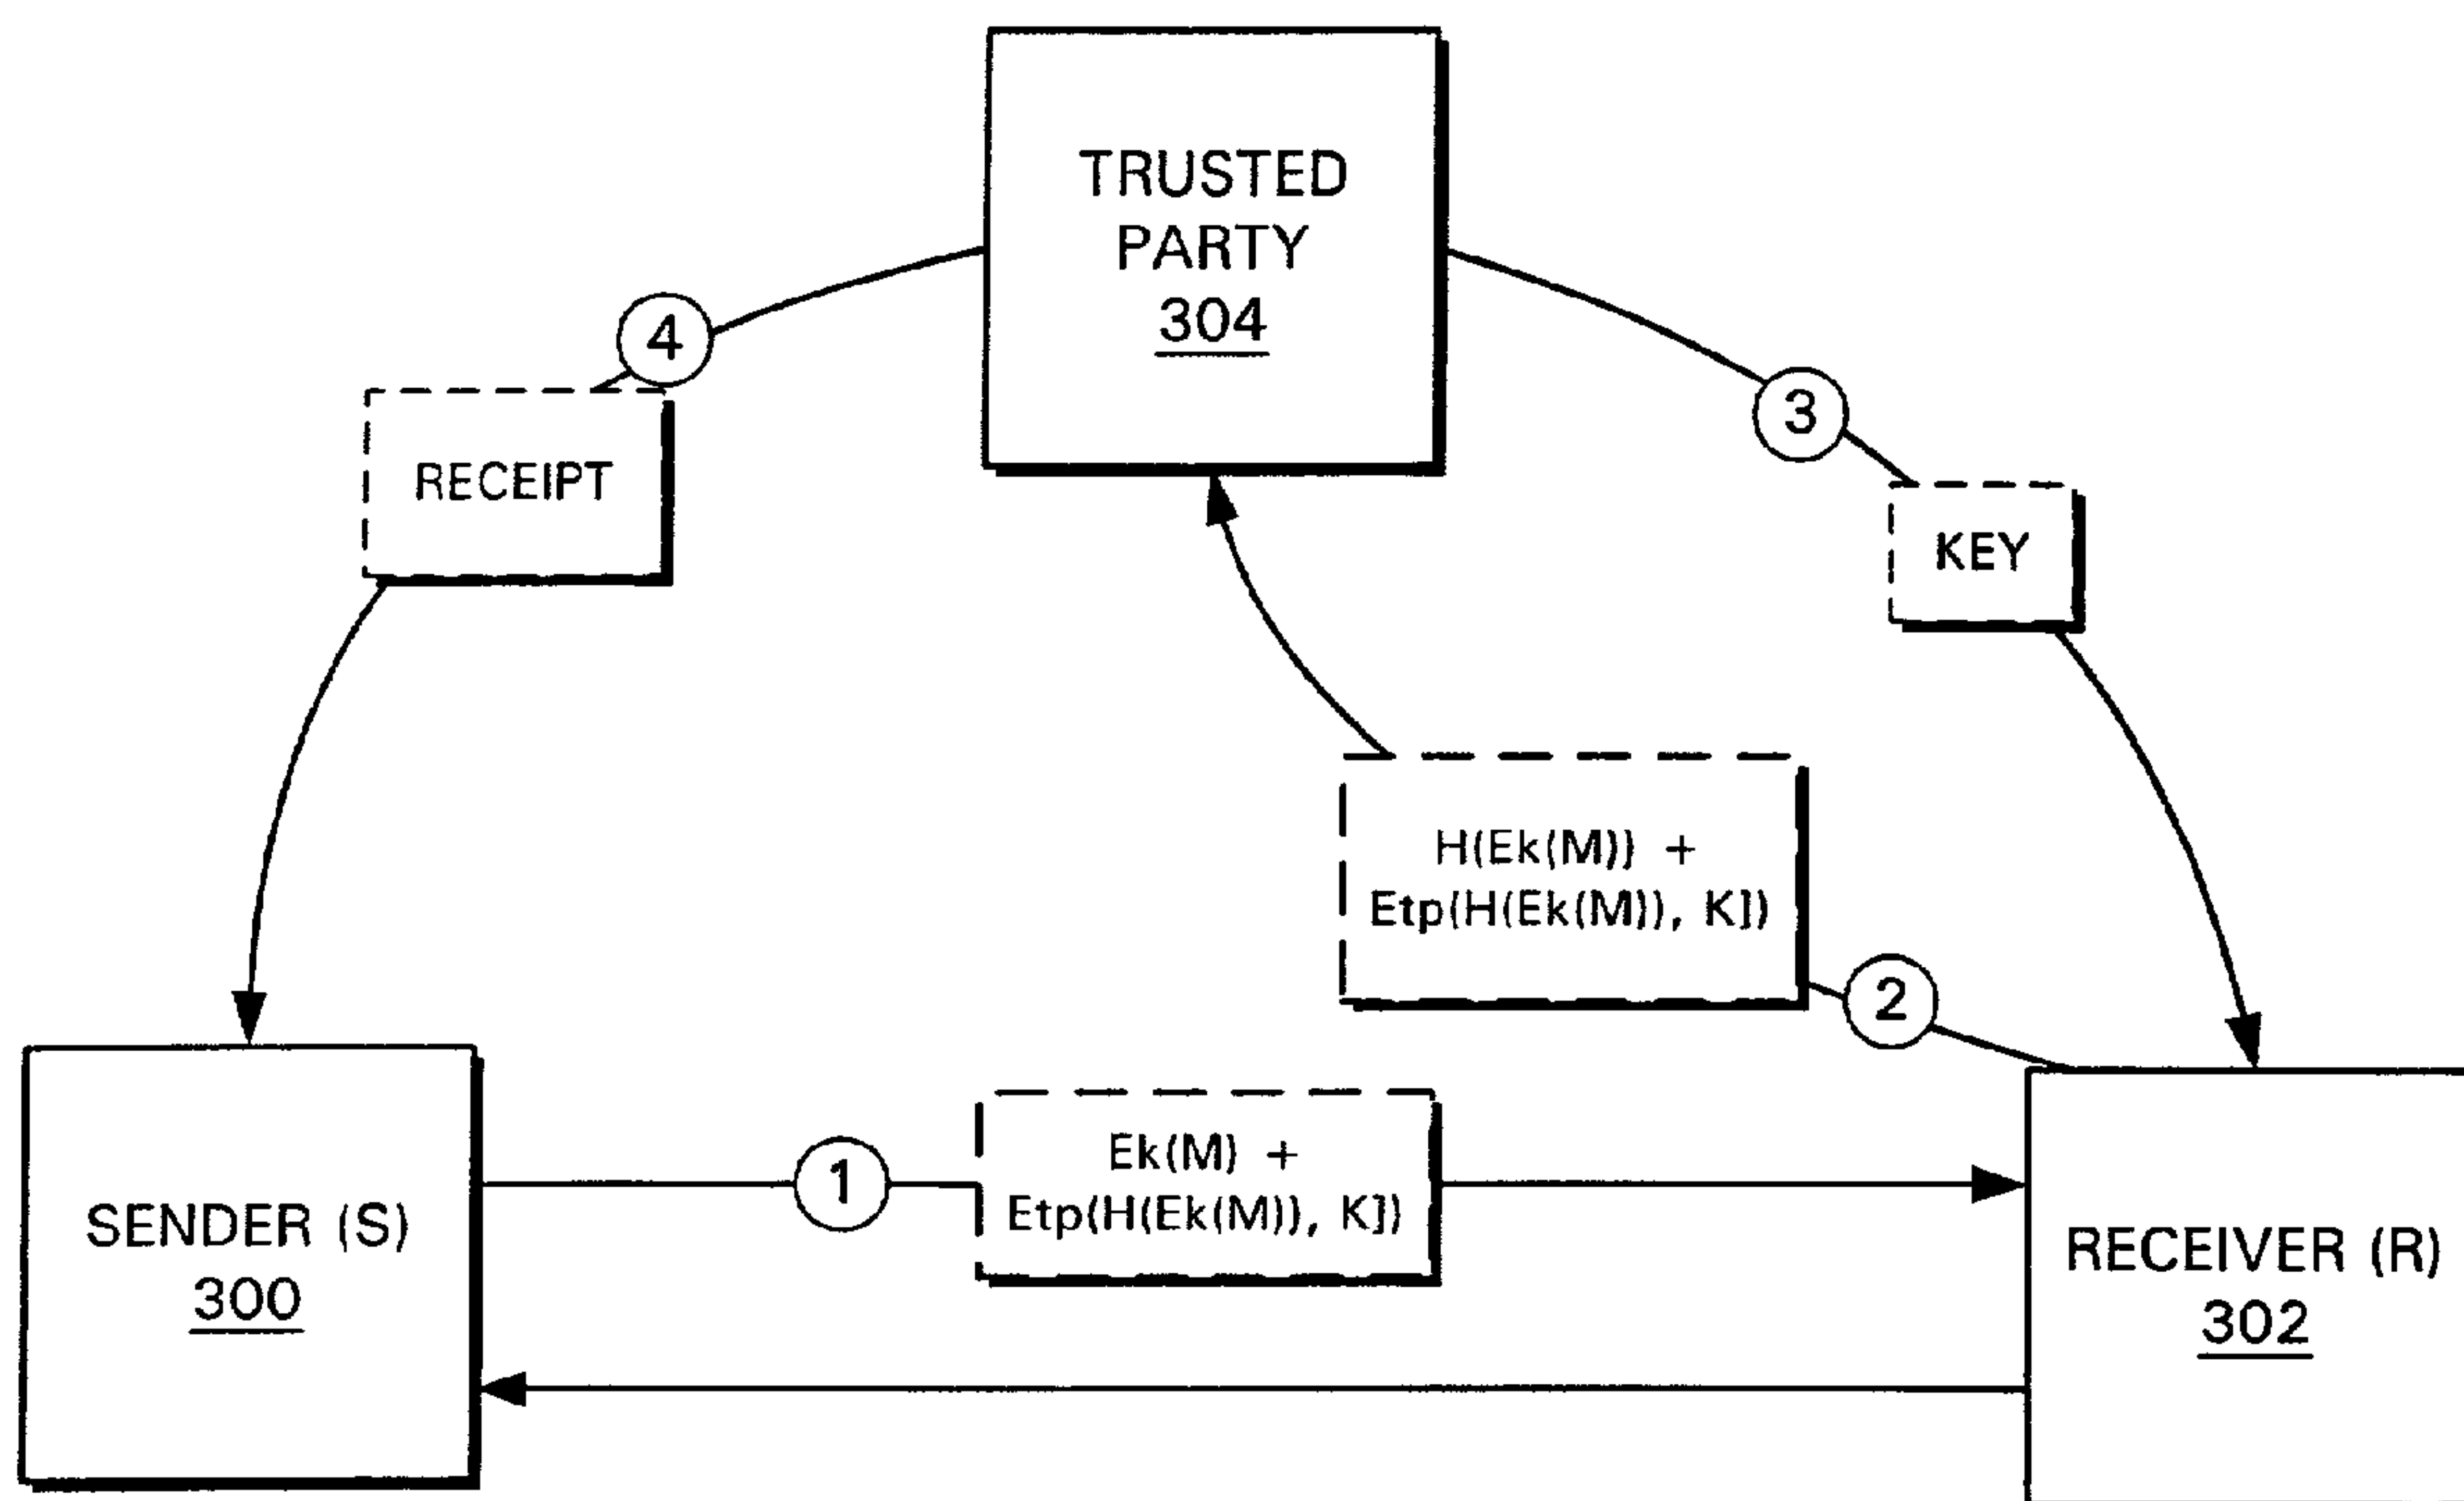 TRUSTED
PARTY
304
4
3
RECEIPT
KEY
H(Ek(M)) +
Etp(H(Ek(M)), K])
2
Ek(M) +
1
Etp(H(Ek(M)), K])
SENDER (S)
300
RECEIVER (R)
302